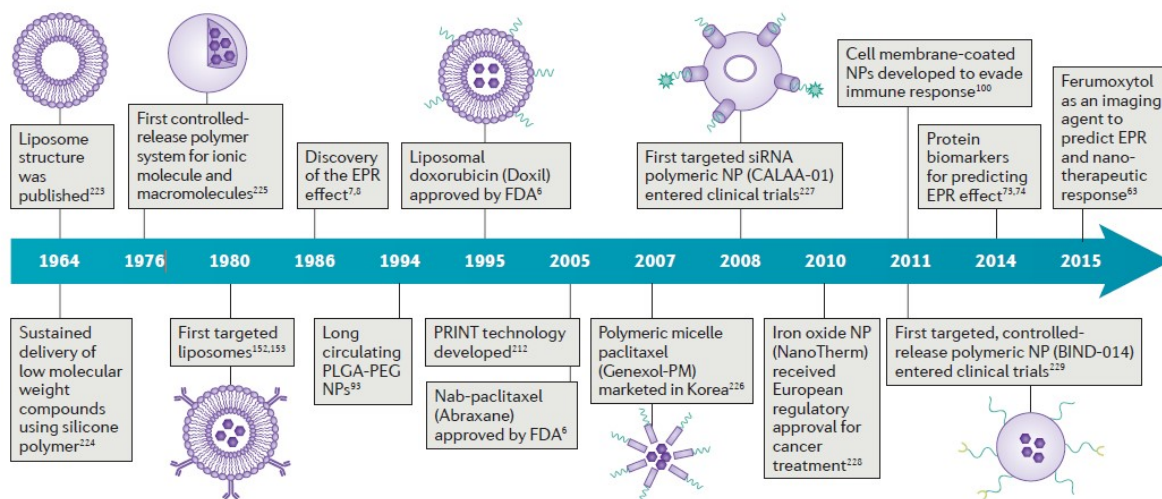 Liposome
structure
was
published223
First controlled-
release polymer
system for ionic
molecule and
macromolecules225
Discovery
of the EPR
effect7,8
Liposomal
doxorubicin (Doxil)
approved by FDA6
First targeted siRNA
polymeric NP (CALAA-01)
entered clinical trials227
Cell membrane-coated
NPs developed to evade
immune response100
Protein
biomarkers
for predicting
EPR effect73,74
Ferumoxytol
as an imaging
agent to
predict EPR
and nano-
therapeutic
response63
1964 1976 1980 1986 1994 1995 2005 2007 2008 2010 2011 2014 2015
Sustained
delivery of
low molecular
weight
compounds
using silicone
polymer224
First targeted
liposomes152,153
Long
circulating
PLGA-PEG
NPs93
PRINT technology
developed212
Nab-paclitaxel
(Abraxane)
approved by FDA6
Polymeric micelle
paclitaxel
(Genexol-PM)
marketed in Korea226
Iron oxide NP
(NanoTherm)
received
European
regulatory
approval for
cancer
treatment228
First targeted, controlled-
release polymeric NP (BIND-014)
entered clinical trials229